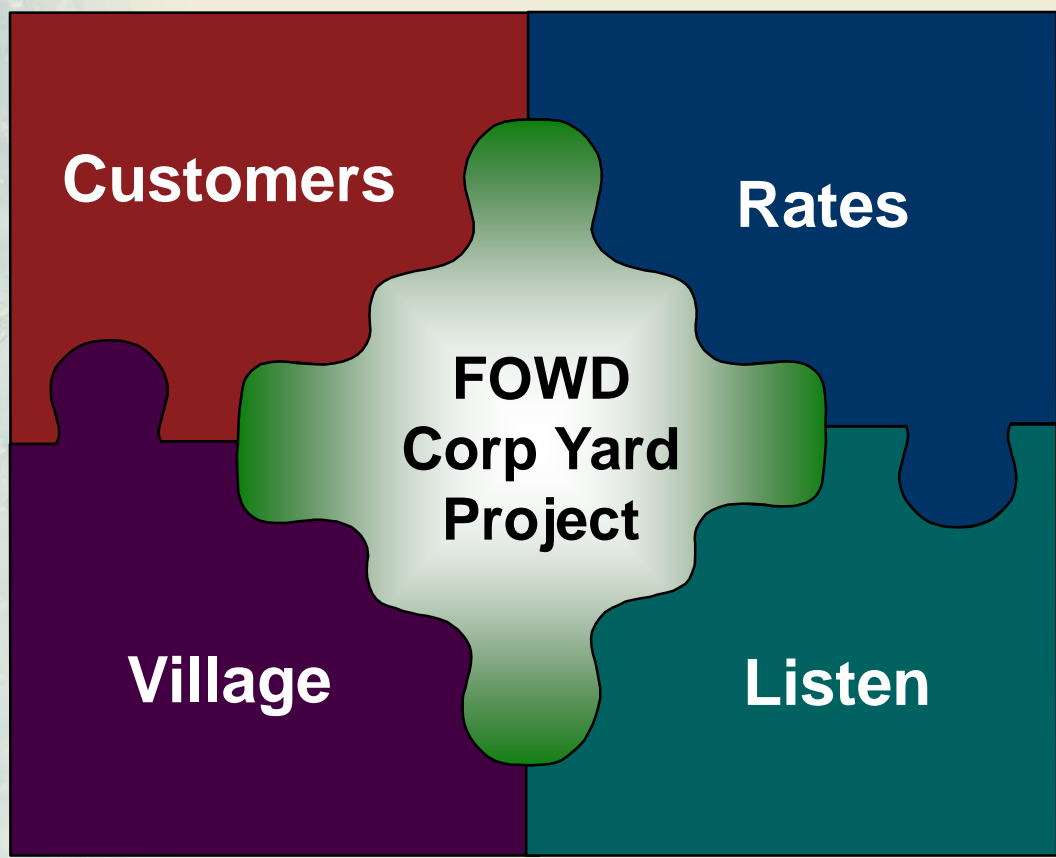 Customers
Rates
FOWD
Corp Yard
Project
Village
Listen